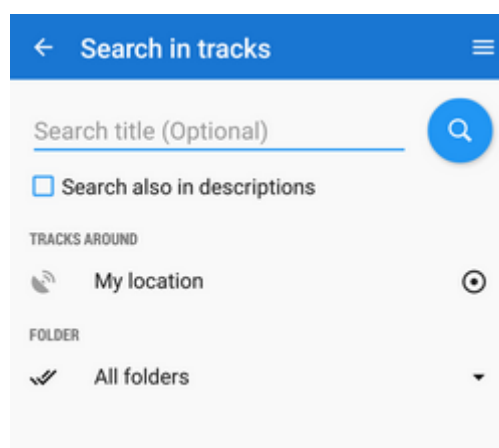 Search in tracks
Search title (Optional)
Search also in descriptions
TRACKS AROUND
My location
FOLDER
All folders